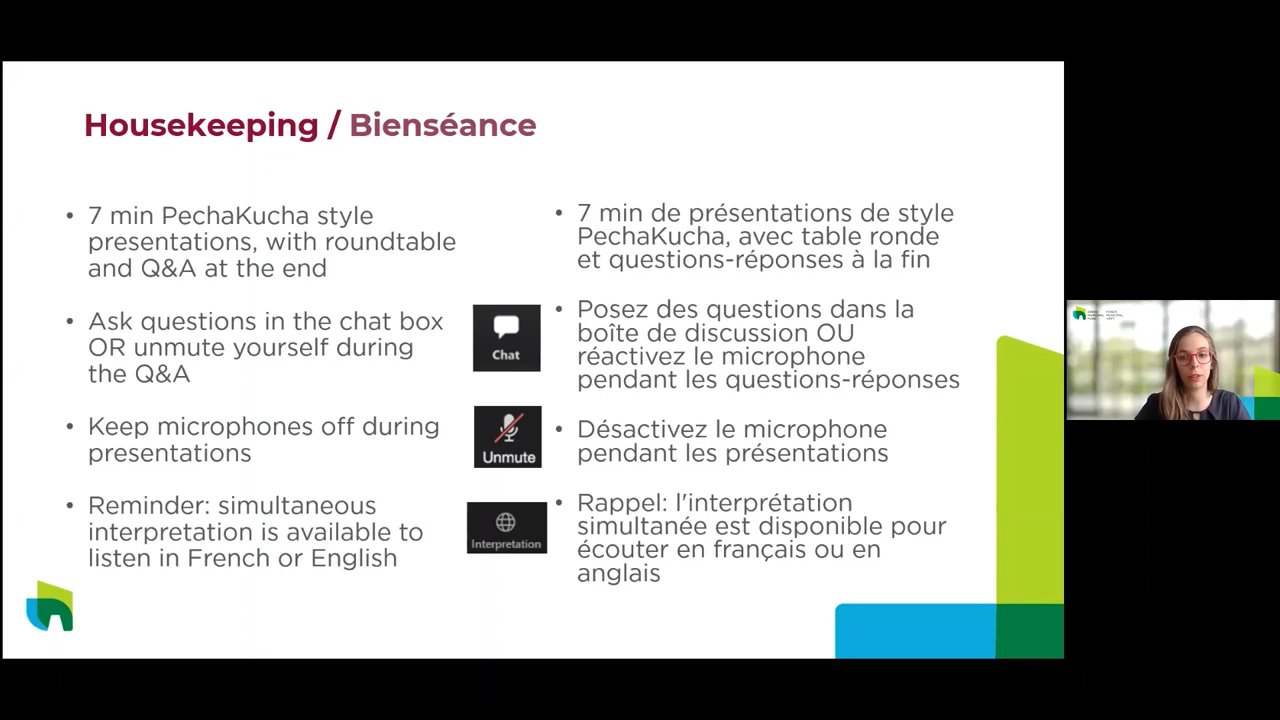 Housekeeping / Bienséance
• 7 min PechaKucha style
presentations, with roundtable
and Q&A at the end
• Ask questions in the chat box
OR unmute yourself during
the Q&A
• Keep microphones off during
presentations
• Reminder: simultaneous
interpretation is available to
listen in French or English
Chat
Unmute
Interpretation
• 7 min de présentations de style
PechaKucha, avec table ronde
et questions-réponses à la fin
• Posez des questions dans la
boîte de discussion OU
réactivez le microphone
pendant les questions-réponses
• Désactivez le microphone
pendant les présentations
• Rappel: l'interprétation
simultanée est disponible pour
écouter en français ou en
anglais